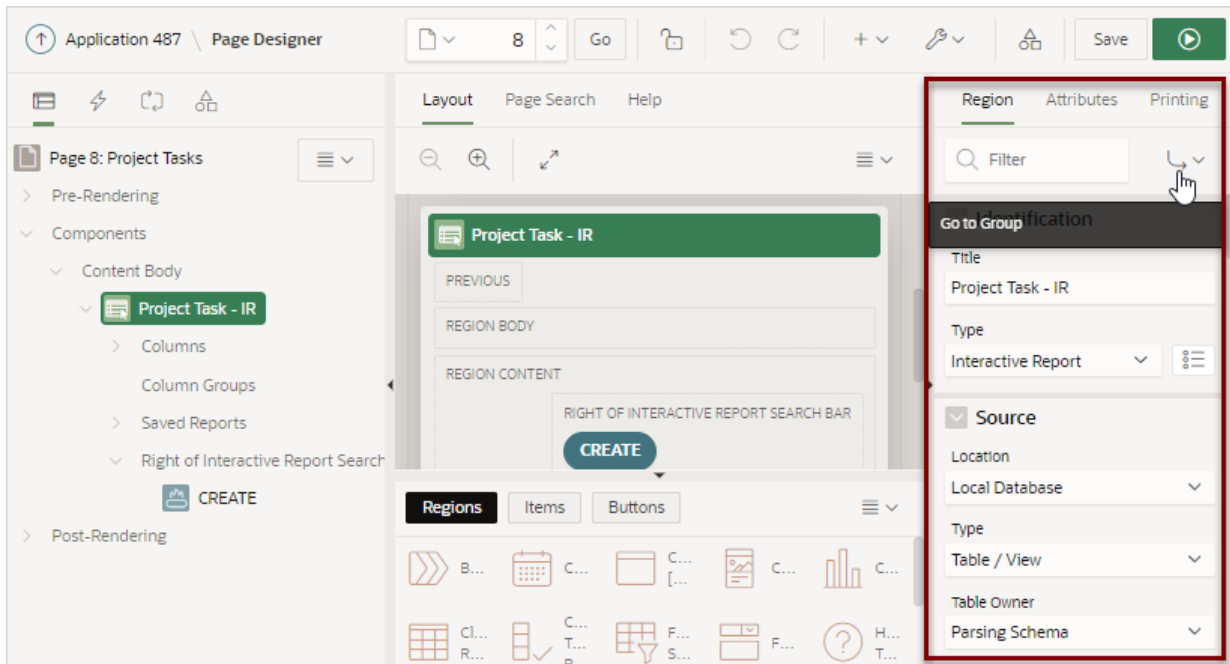 Application 487 \ Page Designer
8
Go
Save
Page 8: Project Tasks
Pre-Rendering
Components
Content Body
Project Task - IR
Columns
Column Groups
Saved Reports
Right of Interactive Report Search
CREATE
Post-Rendering
Layout
Page Search
Help
Project Task - IR
PREVIOUS
REGION BODY
REGION CONTENT
RIGHT OF INTERACTIVE REPORT SEARCH BAR
CREATE
Regions
Items
Buttons
B...
C...
C...
[...
C...
C...
Cl...
R...
C...
T...
F...
S...
F...
H...
T...
Region
Attributes
Printing
Filter
Identification
Go to Group
Title
Project Task - IR
Type
Interactive Report
Source
Location
Local Database
Type
Table / View
Table Owner
Parsing Schema